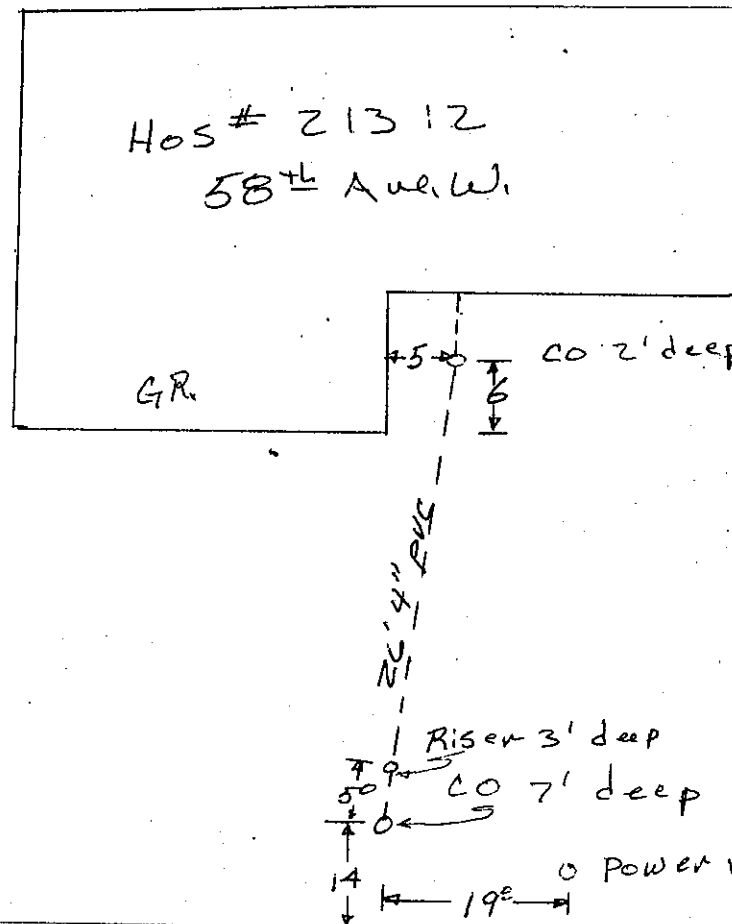 Hos # 21312
58th Ave. W.
5
CO 2' deep
6
GR.
4" PVC
Riser 3' deep
50
CO 7' deep
14
Power
19